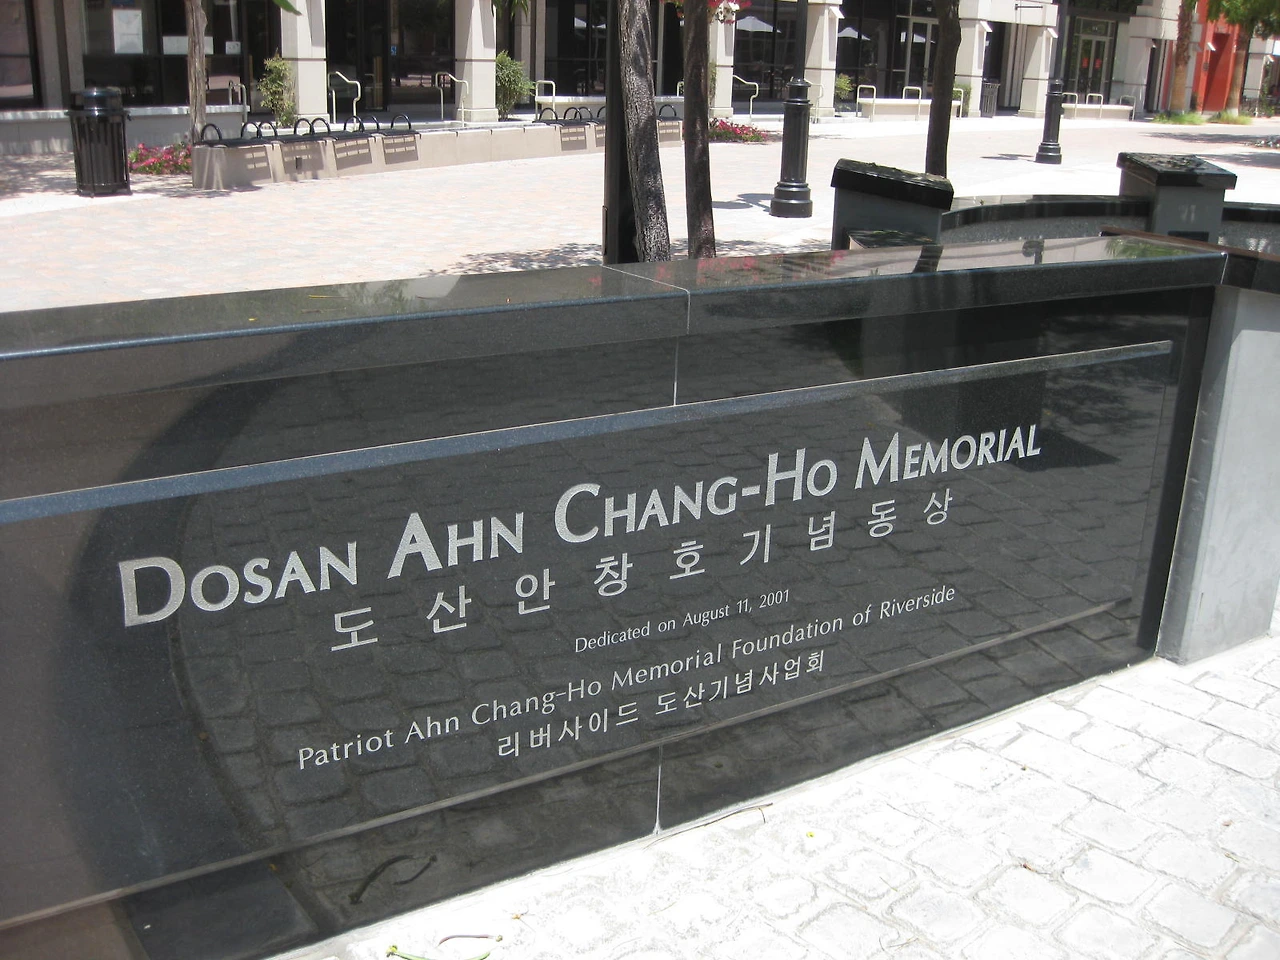 DOSAN AHN CHANG-HO MEMORIAL
도산 안창호 기념동상
Dedicated on August 11, 2001
Patriot Ahn Chang-Ho Memorial Foundation of Riverside
리버사이드 도산기념사업회